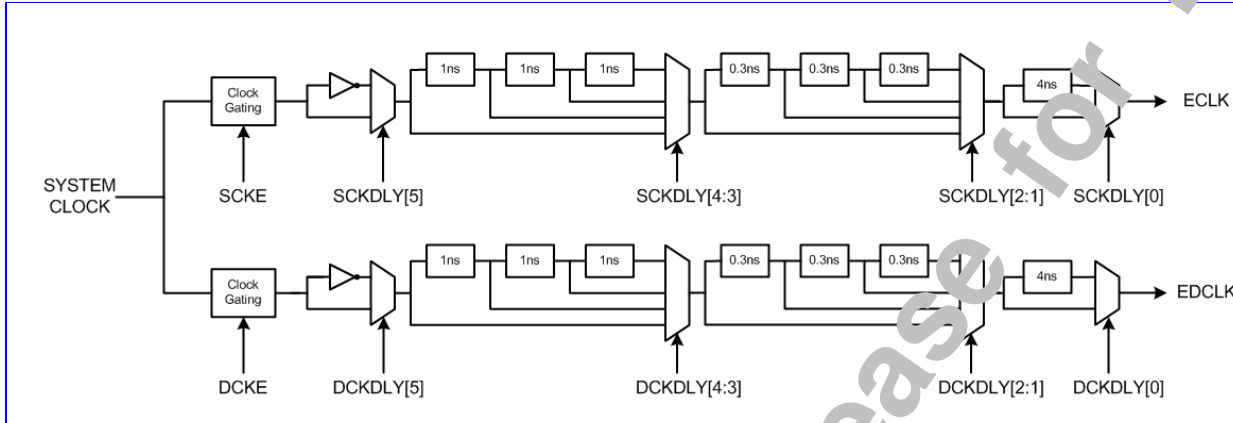 Clock
Gating
1ns
1ns
1ns
0.3ns
0.3ns
0.3ns
4ns
ECLK
SCKE
SCKDLY[5]
SCKDLY[4:3]
SCKDLY[2:1]
SCKDLY[0]
SYSTEM
CLOCK
Clock
Gating
1ns
1ns
1ns
0.3ns
0.3ns
0.3ns
4ns
EDCLK
DCKE
DCKDLY[5]
DCKDLY[4:3]
DCKDLY[2:1]
DCKDLY[0]
ease for